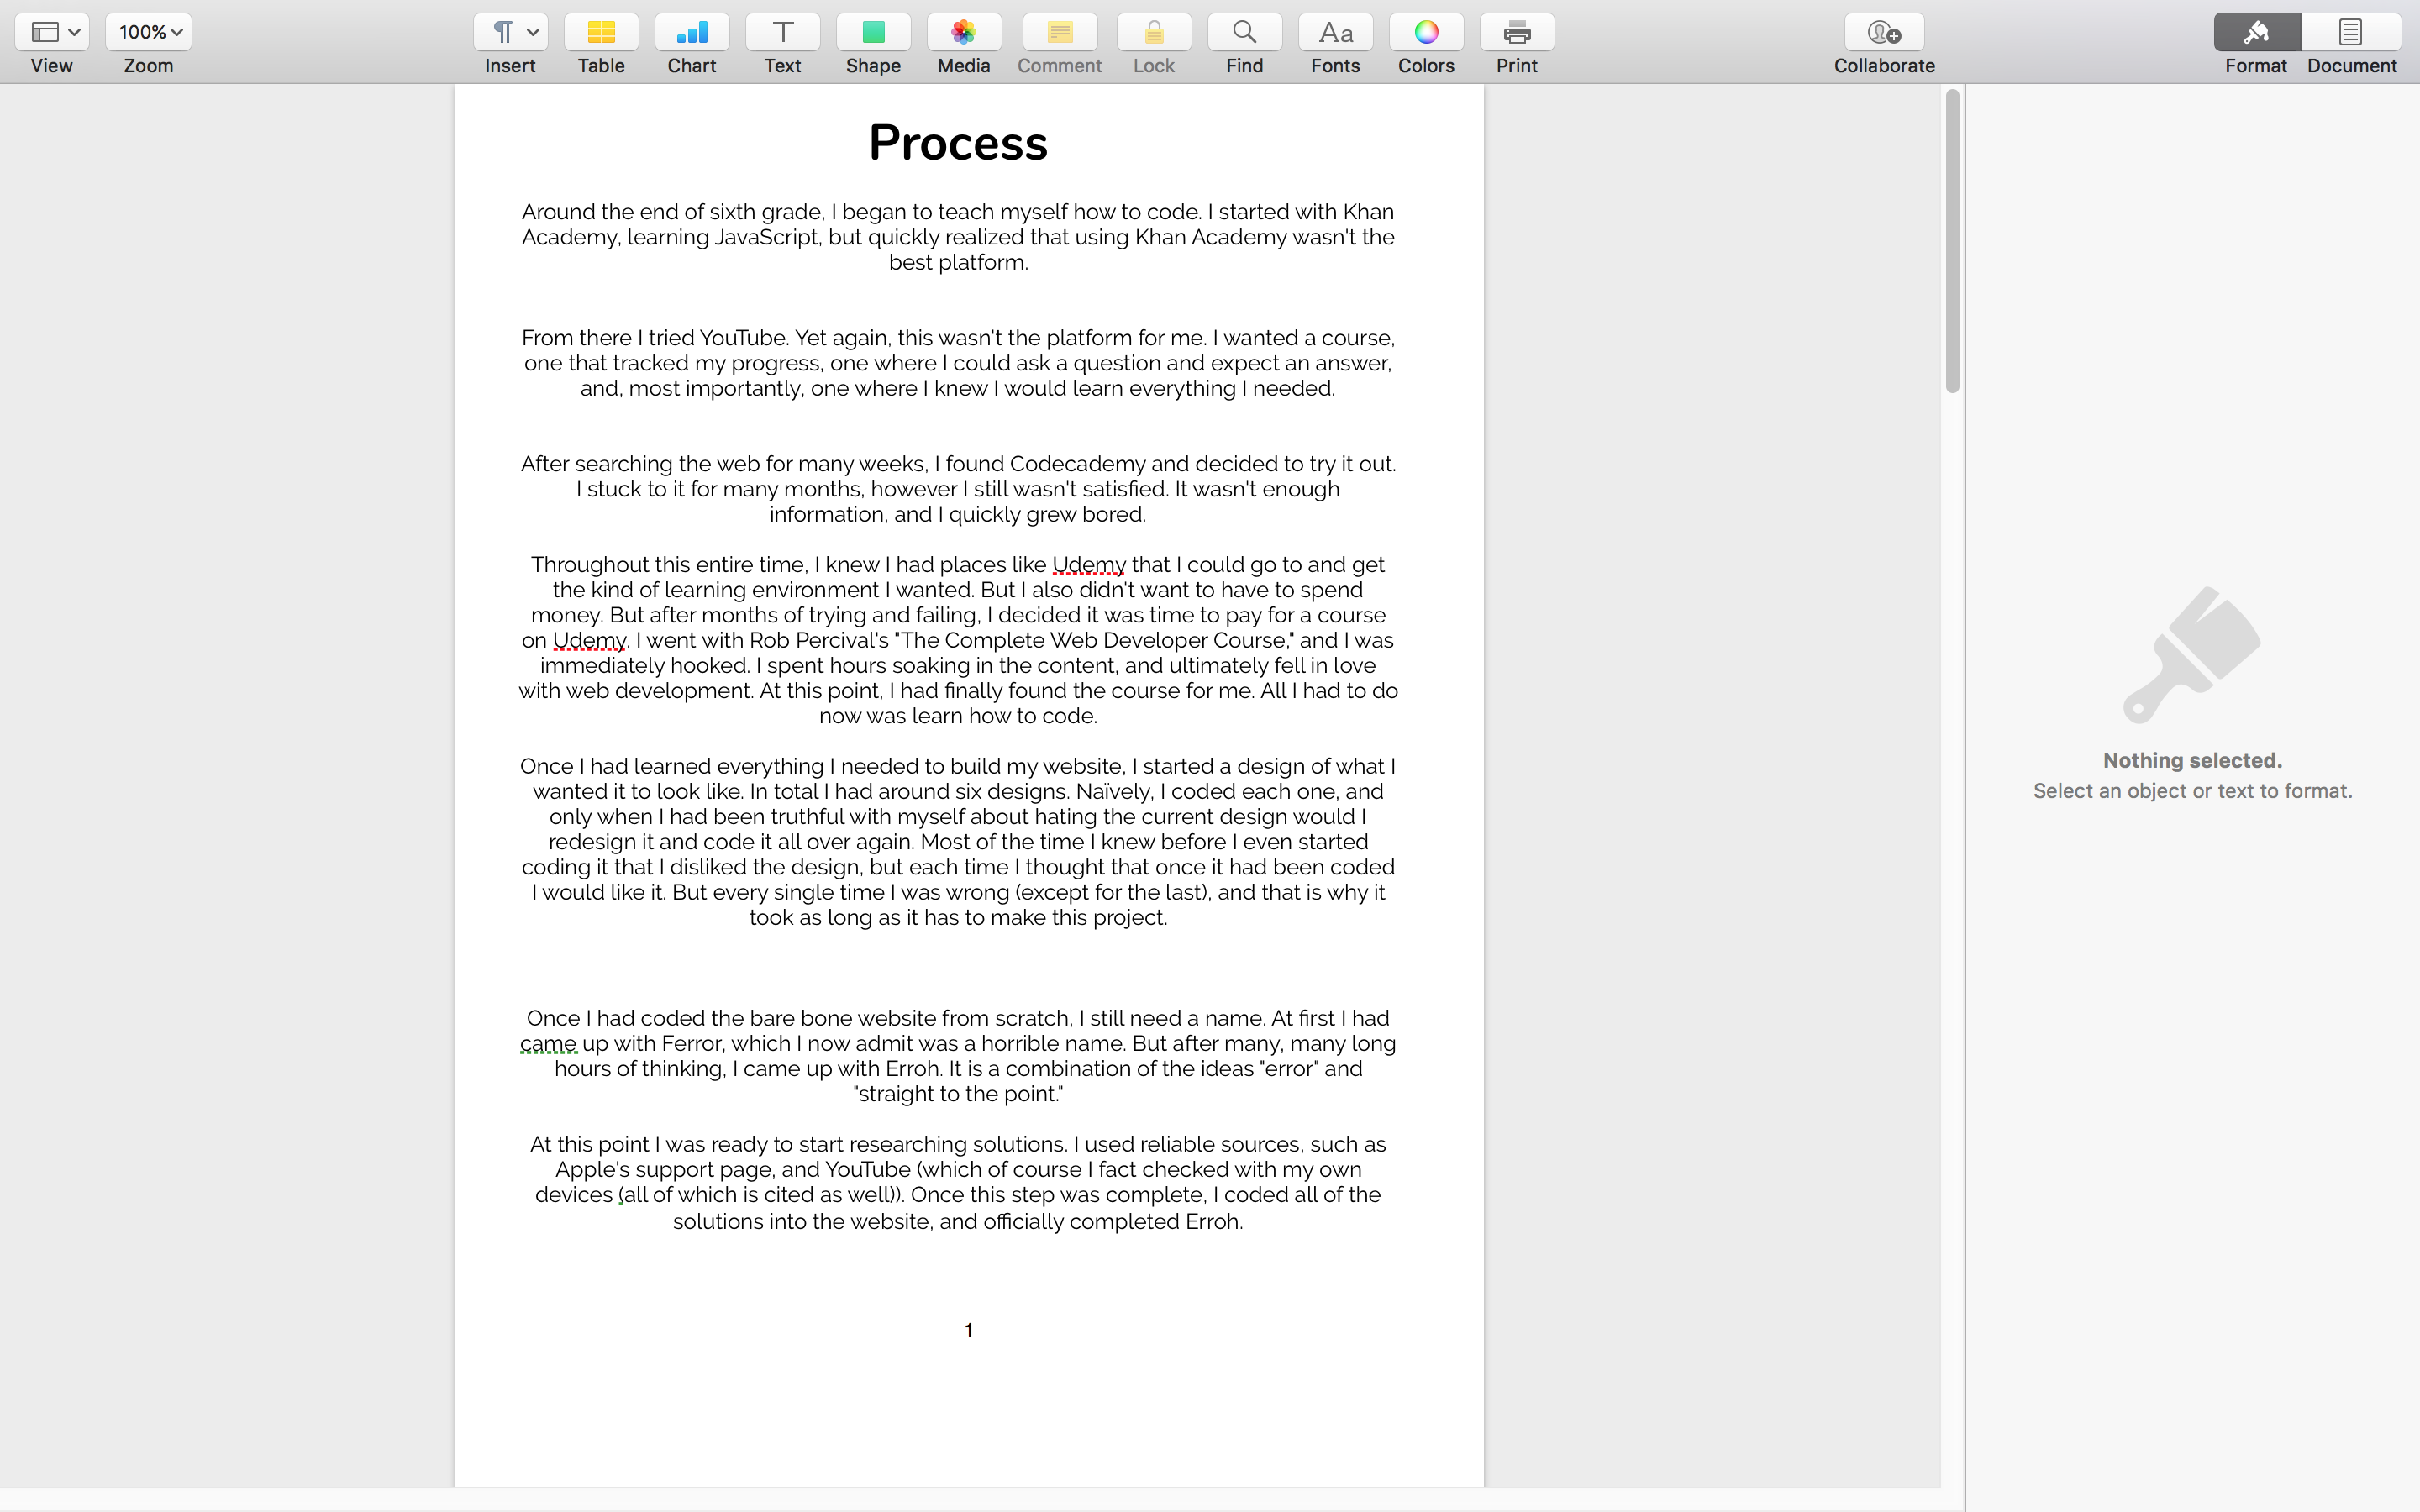 100%
View
Zoom
Insert
Table
Chart
Text
Shape
Media
Comment
Lock
Find
Aa
Fonts
Colors
Print
Collaborate
Format
Document
Process
Around the end of sixth grade, I began to teach myself how to code. I started with Khan
Academy, learning JavaScript, but quickly realized that using Khan Academy wasn't the
best platform.
From there I tried YouTube. Yet again, this wasn't the platform for me. I wanted a course,
one that tracked my progress, one where I could ask a question and expect an answer,
and, most importantly, one where I knew I would learn everything I needed.
After searching the web for many weeks, I found Codecademy and decided to try it out.
I stuck to it for many months, however I still wasn't satisfied. It wasn't enough
information, and I quickly grew bored.
Throughout this entire time, I knew I had places like Udemy that I could go to and get
the kind of learning environment I wanted. But I also didn't want to have to spend
money. But after months of trying and failing, I decided it was time to pay for a course
on Udemy. I went with Rob Percival's "The Complete Web Developer Course," and I was
immediately hooked. I spent hours soaking in the content, and ultimately fell in love
with web development. At this point, I had finally found the course for me. All I had to do
now was learn how to code.
Once I had learned everything I needed to build my website, I started a design of what I
wanted it to look like. In total I had around six designs. Naïvely, I coded each one, and
only when I had been truthful with myself about hating the current design would I
redesign it and code it all over again. Most of the time I knew before I even started
coding it that I disliked the design, but each time I thought that once it had been coded
I would like it. But every single time I was wrong (except for the last), and that is why it
took as long as it has to make this project.
Once I had coded the bare bone website from scratch, I still need a name. At first I had
came up with Ferror, which I now admit was a horrible name. But after many, many long
hours of thinking, I came up with Erroh. It is a combination of the ideas "error" and
"straight to the point."
At this point I was ready to start researching solutions. I used reliable sources, such as
Apple's support page, and YouTube (which of course I fact checked with my own
devices (all of which is cited as well)). Once this step was complete, I coded all of the
solutions into the website, and officially completed Erroh.
1
Nothing selected.
Select an object or text to format.